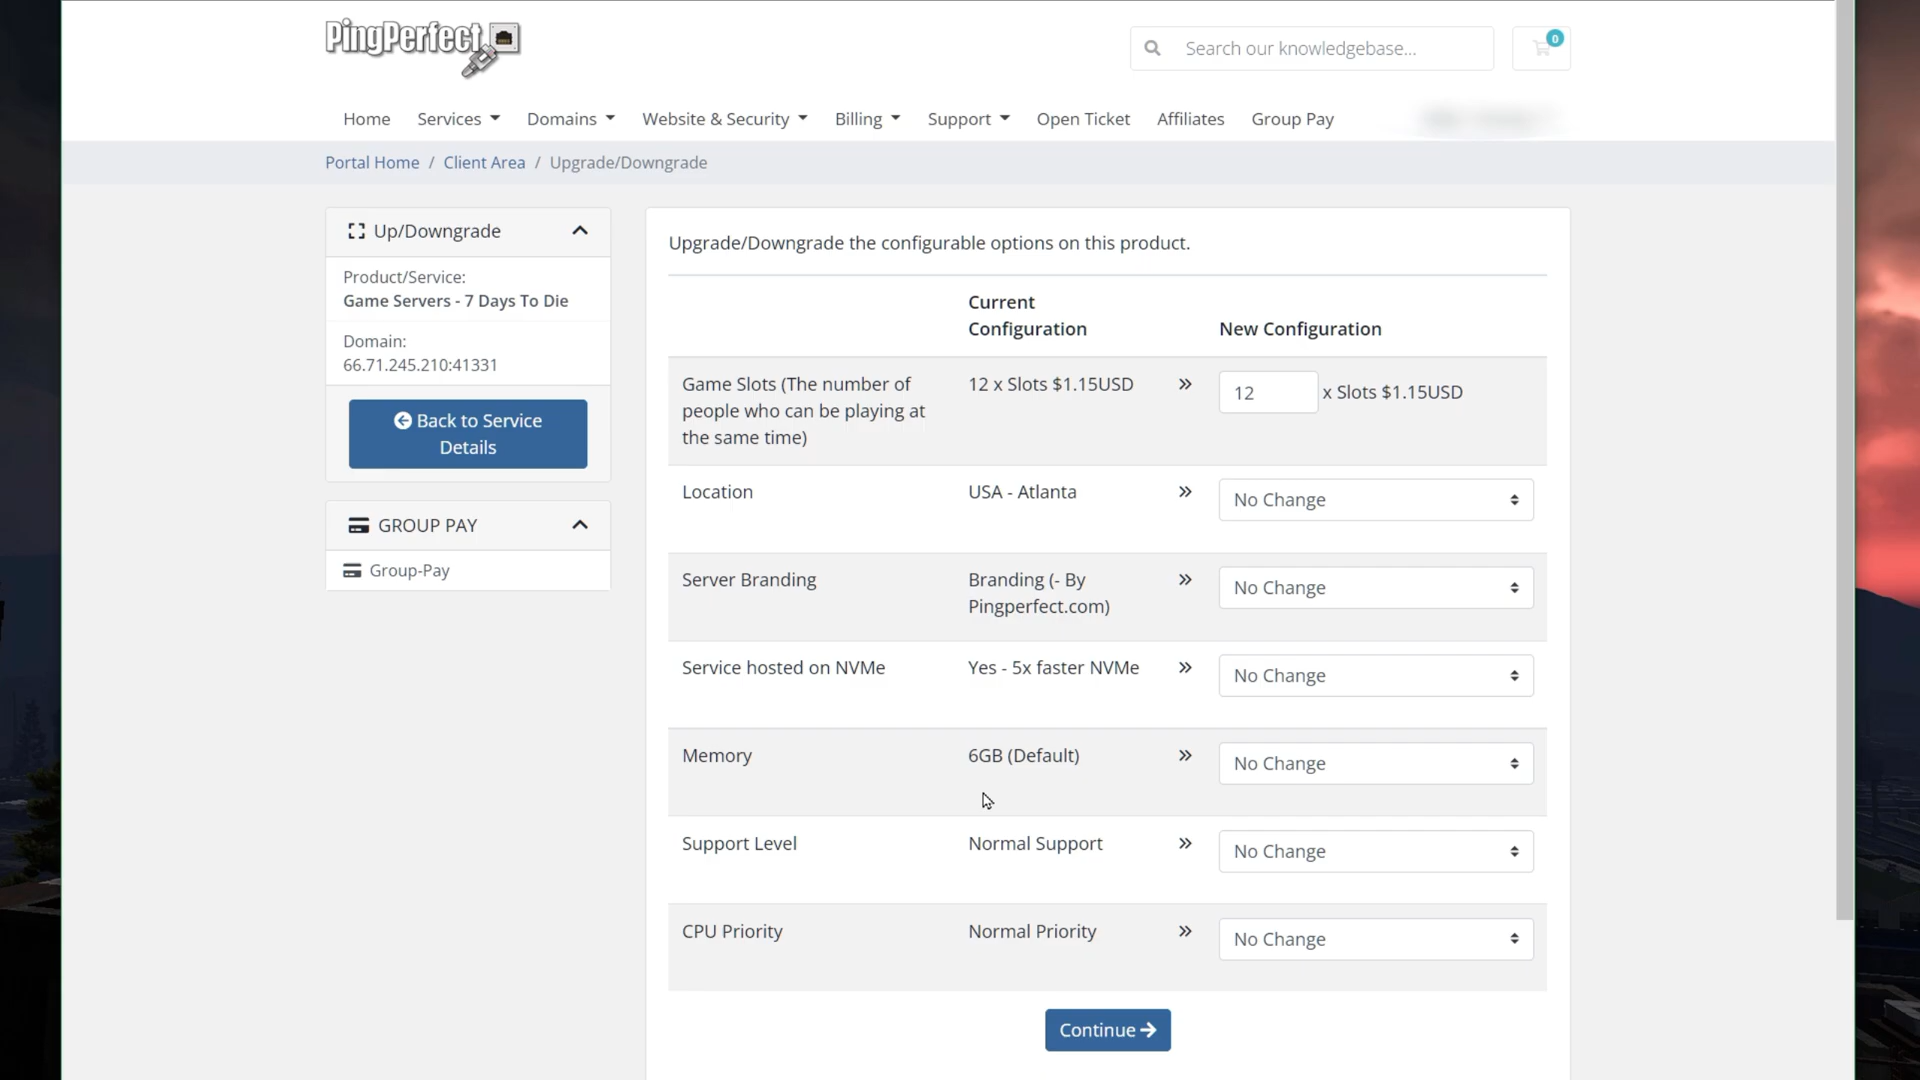 PingPerfect
Search our knowledgebase...
0
Home
Services
Domains
Website & Security
Billing
Support
Open Ticket
Affiliates
Group Pay
Portal Home / Client Area / Upgrade/Downgrade
Up/Downgrade
Product/Service:
Game Servers - 7 Days To Die
Domain:
66.71.245.210:41331
Back to Service
Details
GROUP PAY
Group-Pay
Upgrade/Downgrade the configurable options on this product.
Current
Configuration
New Configuration
Game Slots (The number of
people who can be playing at
the same time)
12 x Slots $1.15USD
»
12
x Slots $1.15USD
Location
USA - Atlanta
»
No Change
Server Branding
Branding (- By
Pingperfect.com)
»
No Change
Service hosted on NVMe
Yes - 5x faster NVMe
»
No Change
Memory
6GB (Default)
»
No Change
Support Level
Normal Support
»
No Change
CPU Priority
Normal Priority
»
No Change
Continue